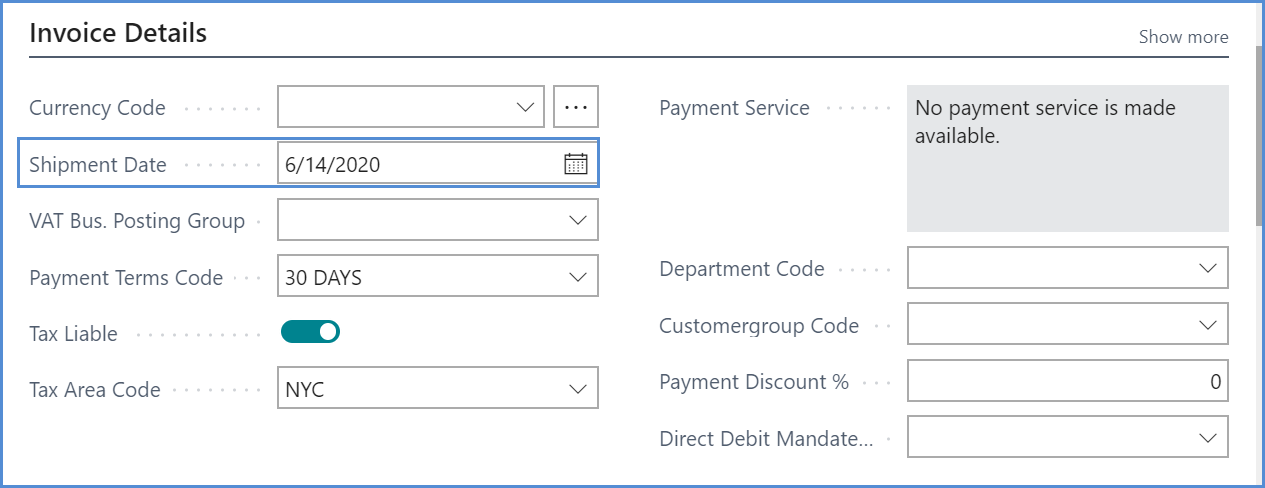 Invoice Details
Show more
Currency Code
Shipment Date 6/14/2020
VAT Bus. Posting Group
Payment Terms Code 30 DAYS
Tax Liable
Tax Area Code NYC
Payment Service No payment service is made
available.
Department Code
Customergroup Code
Payment Discount % 0
Direct Debit Mandate...